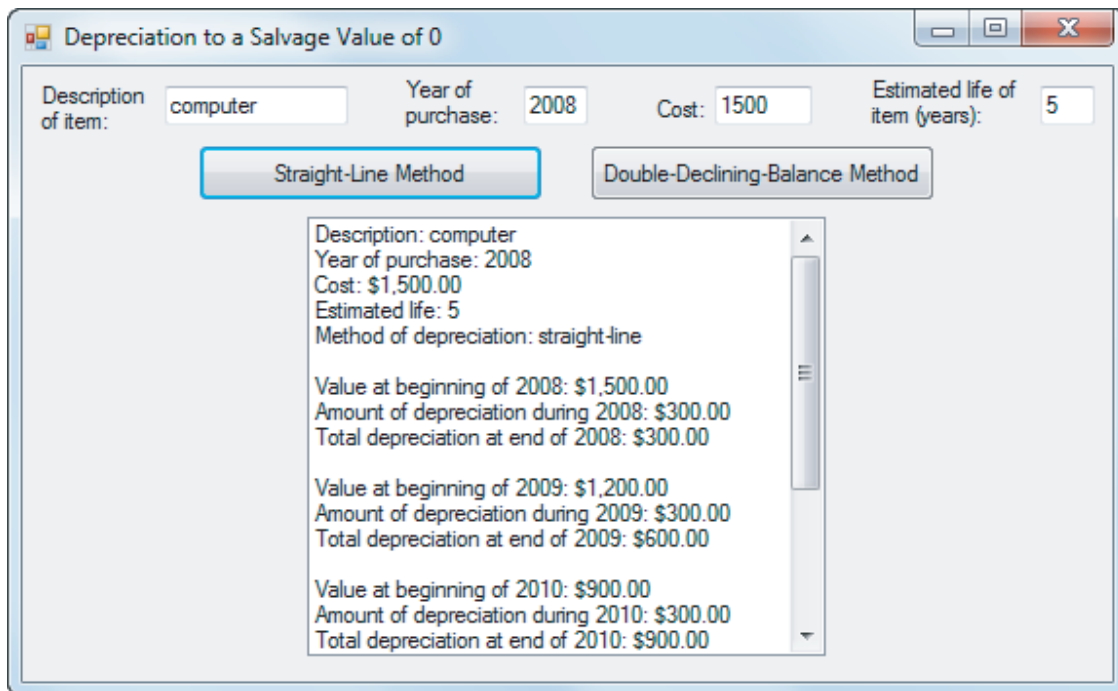 Depreciation to a Salvage Value of 0
Description of item:
computer
Year of purchase:
2008
Cost:
1500
Estimated life of item (years):
5
Straight-Line Method
Double-Declining-Balance Method
Description: computer
Year of purchase: 2008
Cost: $1,500.00
Estimated life: 5
Method of depreciation: straight-line
Value at beginning of 2008: $1,500.00
Amount of depreciation during 2008: $300.00
Total depreciation at end of 2008: $300.00
Value at beginning of 2009: $1,200.00
Amount of depreciation during 2009: $300.00
Total depreciation at end of 2009: $600.00
Value at beginning of 2010: $900.00
Amount of depreciation during 2010: $300.00
Total depreciation at end of 2010: $900.00